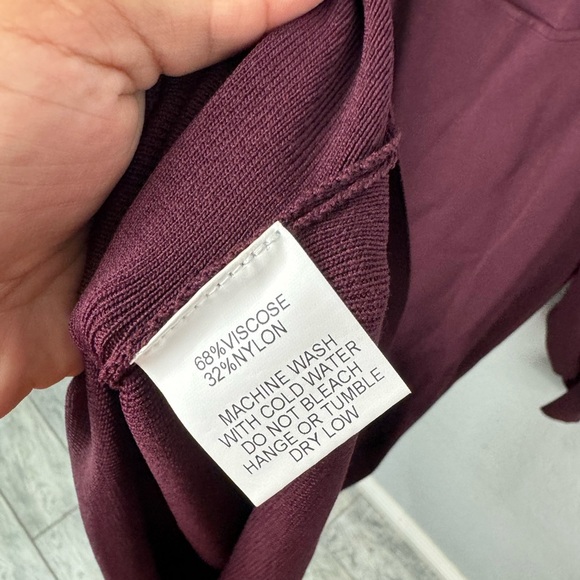 68%VISCOSE
32%NYLON
MACHINE WASH
WITH COLD WATER
DO NOT BLEACH
HANGE OR TUMBLE
DRY LOW